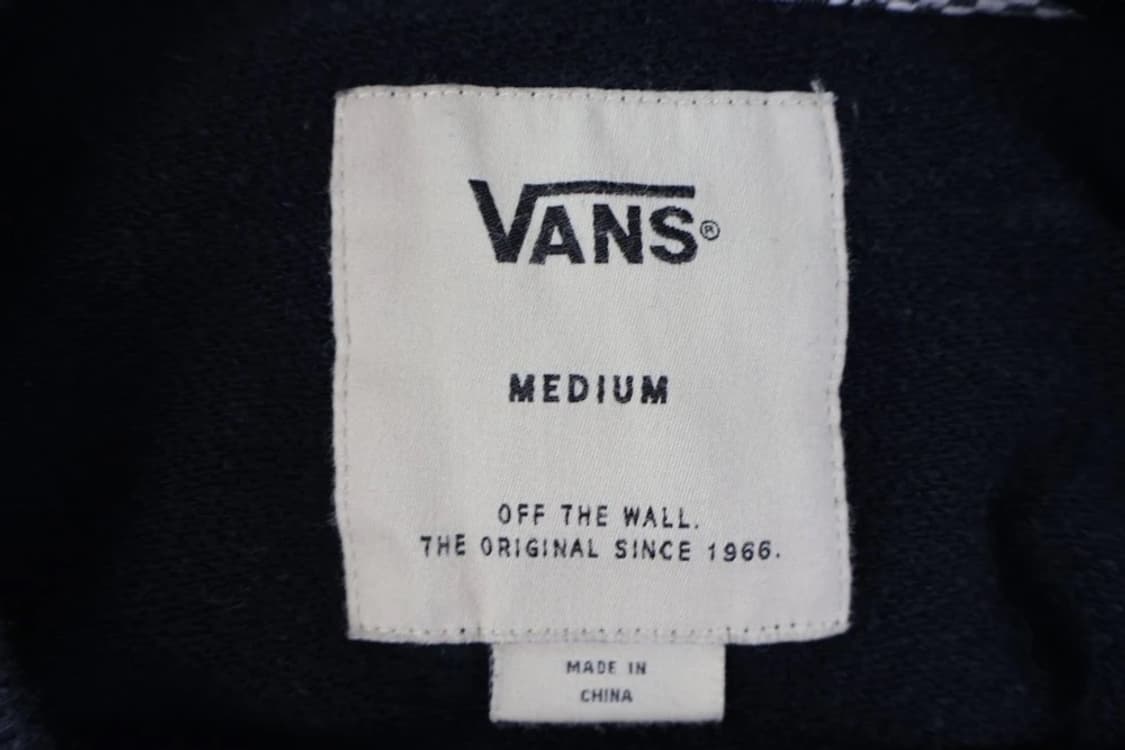 VANS®
MEDIUM
OFF THE WALL.
THE ORIGINAL SINCE 1966.
MADE IN
CHINA